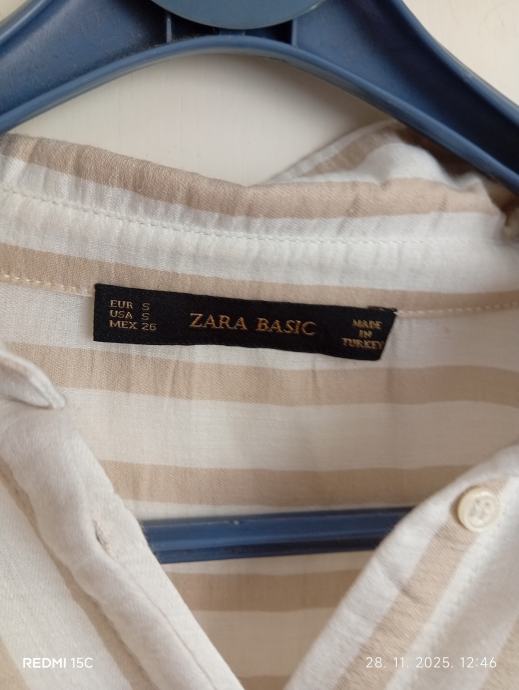 EUR S
USA S
MEX 26
ZARA BASIC
MADE
IN
TURKEY
REDMI 15C
28. 11. 2025. 12:46